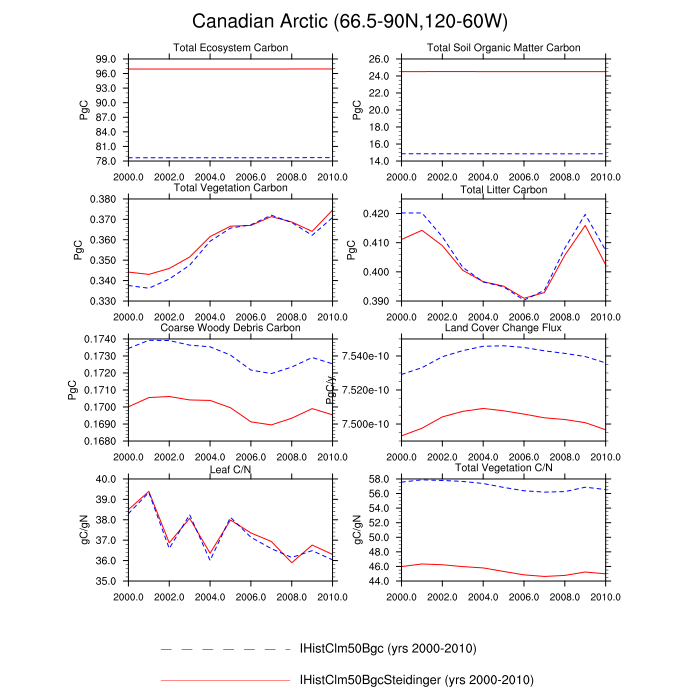 Canadian Arctic (66.5-90N,120-60W)
Total Ecosystem Carbon
Total Soil Organic Matter Carbon
PgC
99.0
96.0
93.0
90.0
87.0
84.0
81.0
78.0
2000.0 2002.0 2004.0 2006.0 2008.0 2010.0
PgC
26.0
24.0
22.0
20.0
18.0
16.0
14.0
2000.0 2002.0 2004.0 2006.0 2008.0 2010.0
Total Vegetation Carbon
Total Litter Carbon
PgC
0.380
0.370
0.360
0.350
0.340
0.330
2000.0 2002.0 2004.0 2006.0 2008.0 2010.0
PgC
0.420
0.410
0.400
0.390
2000.0 2002.0 2004.0 2006.0 2008.0 2010.0
Coarse Woody Debris Carbon
Land Cover Change Flux
PgC
0.1740
0.1730
0.1720
0.1710
0.1700
0.1690
0.1680
2000.0 2002.0 2004.0 2006.0 2008.0 2010.0
PgC/y
7.540e-10
7.520e-10
7.500e-10
2000.0 2002.0 2004.0 2006.0 2008.0 2010.0
Leaf C/N
Total Vegetation C/N
gC/gN
40.0
39.0
38.0
37.0
36.0
35.0
2000.0 2002.0 2004.0 2006.0 2008.0 2010.0
gC/gN
58.0
56.0
54.0
52.0
50.0
48.0
46.0
44.0
2000.0 2002.0 2004.0 2006.0 2008.0 2010.0
IHistClm50Bgc (yrs 2000-2010)
IHistClm50BgcSteidinger (yrs 2000-2010)